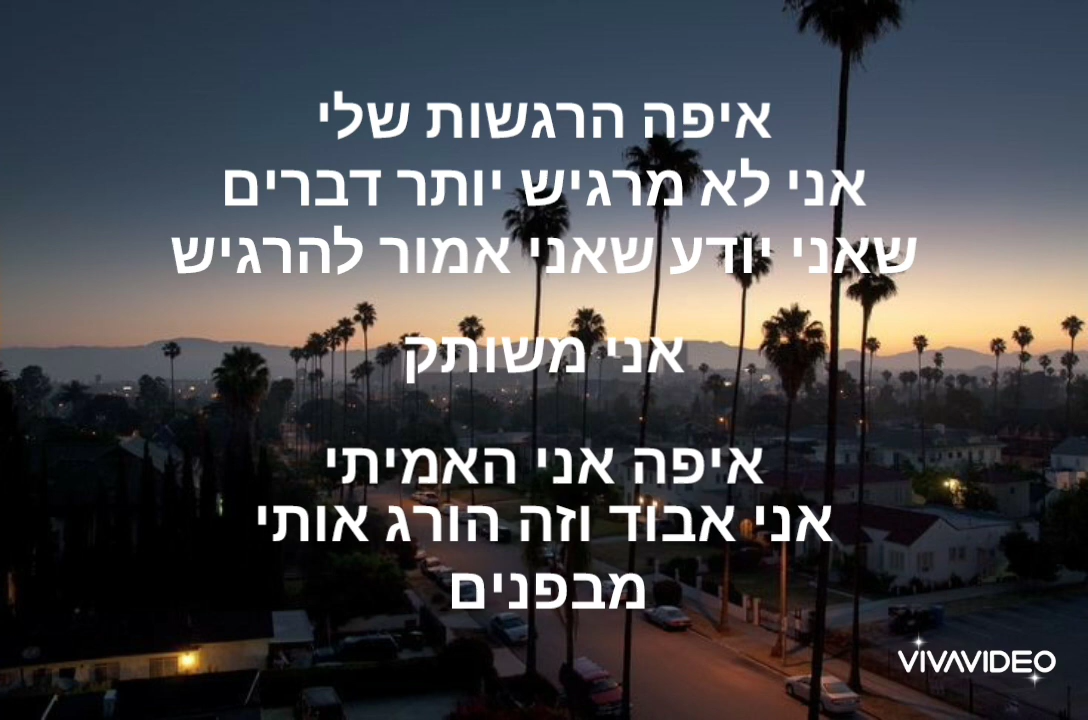 איפה הרגשות שלי
אני לא מרגיש יותר דברים
שאני יודע שאני אמור להרגיש
אני משותק
איפה אני האמיתי
אני אבוד וזה הורג אותי
מבפנים
VIVAVIDEO